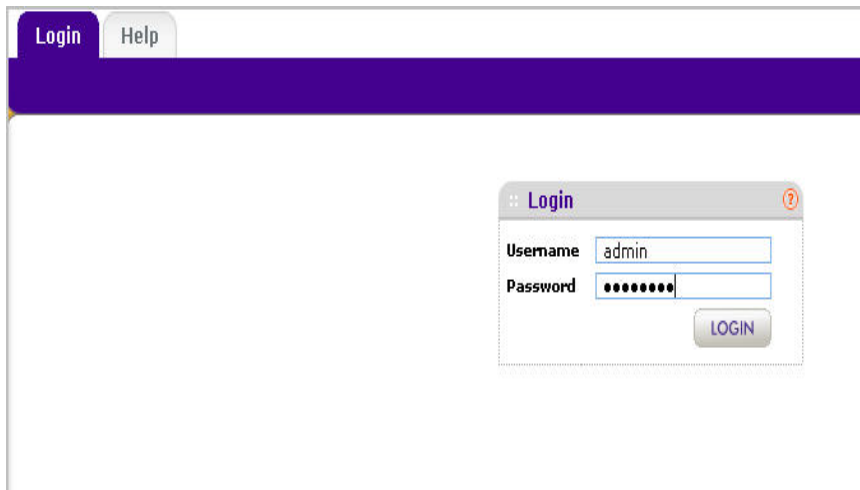 Login Help
Login ?
Username admin
Password ●●●●●●●●
LOGIN